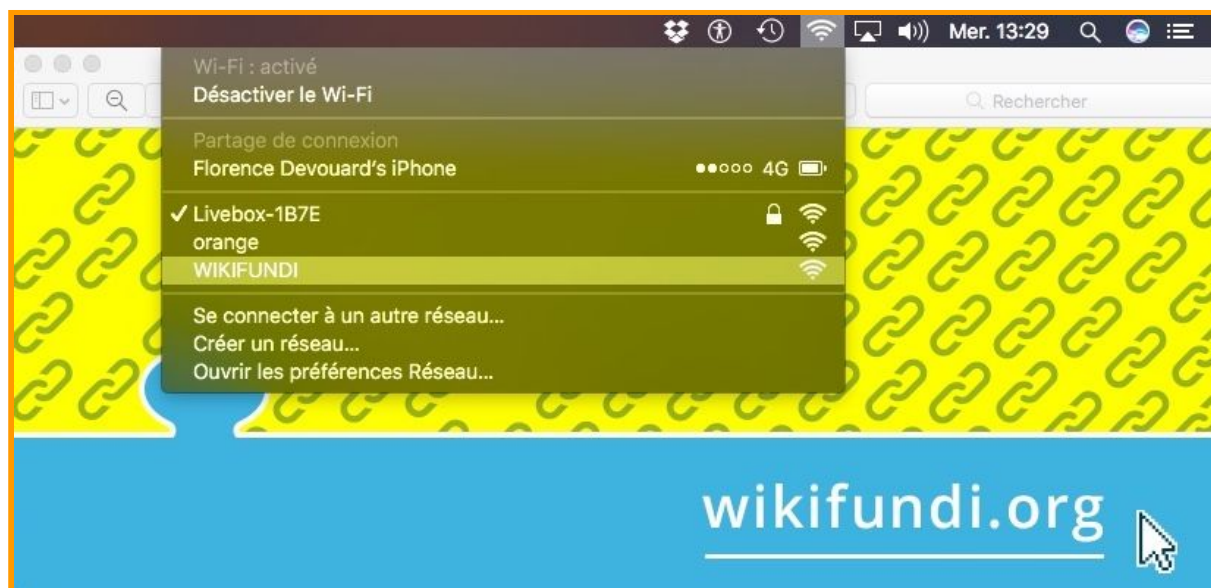 Mer. 13:29
Wi-Fi : activé
Désactiver le Wi-Fi
Rechercher
Partage de connexion
Florence Devouard's iPhone 4G
✓ Livebox-1B7E
orange
WIKIFUNDI
Se connecter à un autre réseau...
Créer un réseau...
Ouvrir les préférences Réseau...
wikifundi.org